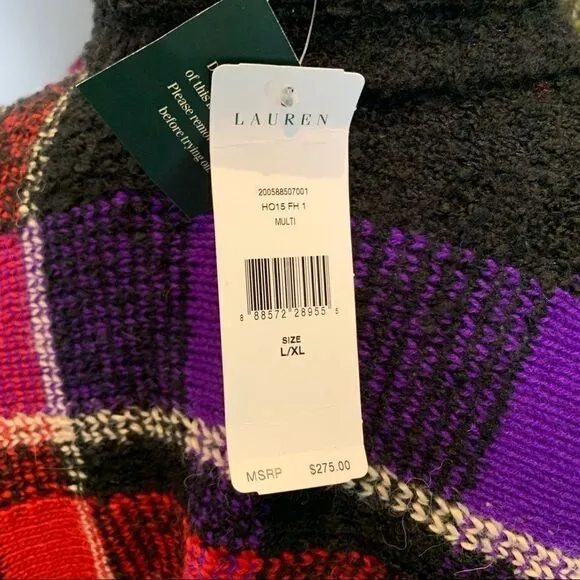 of this
Please remo
before trying on
LAUREN
200588507001
HO15 FH 1
MULTI
8 88572 28955 5
SIZE
L/XL
MSRP $275.00